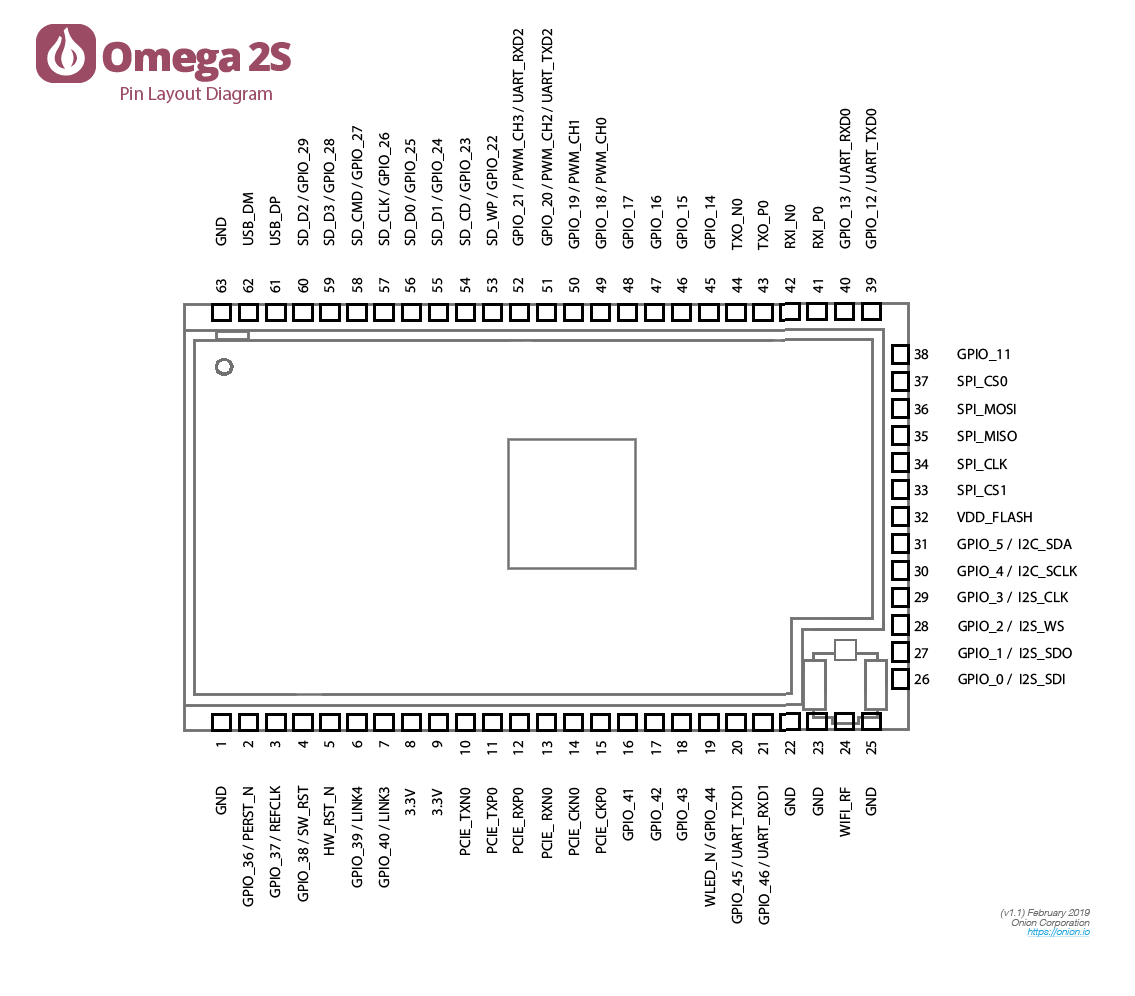 Omega 2S
Pin Layout Diagram
GND
USB_DM
USB_DP
SD_D2 / GPIO_29
SD_D3 / GPIO_28
SD_CMD / GPIO_27
SD_CLK / GPIO_26
SD_D0 / GPIO_25
SD_D1 / GPIO_24
SD_CD / GPIO_23
SD_WP / GPIO_22
GPIO_21 / PWM_CH3 / UART_RXD2
GPIO_20 / PWM_CH2 / UART_TXD2
GPIO_19 / PWM_CH1
GPIO_18 / PWM_CH0
GPIO_17
GPIO_16
GPIO_15
GPIO_14
TXO_N0
TXO_P0
RXI_N0
RXI_P0
GPIO_13 / UART_RXD0
GPIO_12 / UART_TXD0
63
62
61
60
59
58
57
56
55
54
53
52
51
50
49
48
47
46
45
44
43
42
41
40
39
38 GPIO_11
37 SPI_CS0
36 SPI_MOSI
35 SPI_MISO
34 SPI_CLK
33 SPI_CS1
32 VDD_FLASH
31 GPIO_5 / I2C_SDA
30 GPIO_4 / I2C_SCLK
29 GPIO_3 / I2S_CLK
28 GPIO_2 / I2S_WS
27 GPIO_1 / I2S_SDO
26 GPIO_0 / I2S_SDI
1
2
3
4
5
6
7
8
9
10
11
12
13
14
15
16
17
18
19
20
21
22
23
24
25
GND
GPIO_36 / PERST_N
GPIO_37 / REFCLK
GPIO_38 / SW_RST
HW_RST_N
GPIO_39 / LINK4
GPIO_40 / LINK3
3.3V
3.3V
PCIE_TXN0
PCIE_TXP0
PCIE_RXP0
PCIE_ RXN0
PCIE_CKN0
PCIE_CKP0
GPIO_41
GPIO_42
GPIO_43
WLED_N / GPIO_44
GPIO_45 / UART_TXD1
GPIO_46 / UART_RXD1
GND
GND
WIFI_RF
GND
(v1.1) February 2019
Onion Corporation
https://onion.io